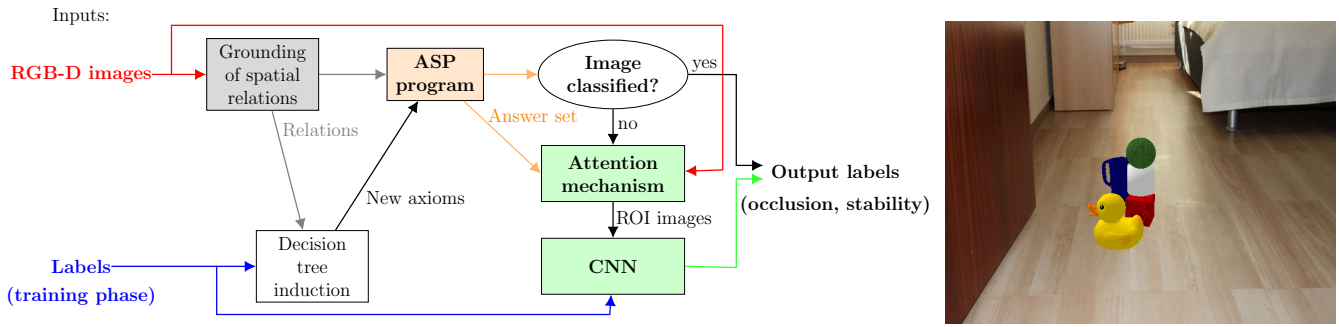 Inputs:
RGB-D images
Grounding
of spatial
relations
ASP
program
Image
classified?
yes
Relations
Answer set
no
Attention
mechanism
Output labels
(occlusion, stability)
New axioms
ROI images
Decision
tree
induction
CNN
Labels
(training phase)